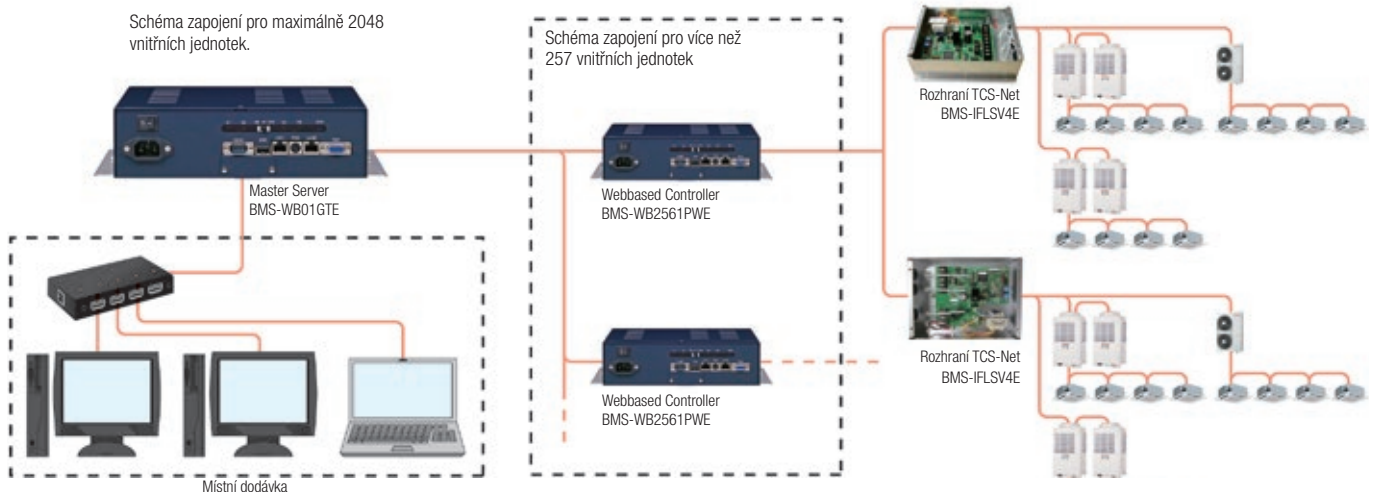 Schéma zapojení pro maximálně 2048
vnitřních jednotek.
Schéma zapojení pro více než
257 vnitřních jednotek
Rozhraní TCS-Net
BMS-IFLSV4E
Master Server
BMS-WB01GTE
Webbased Controller
BMS-WB2561PWE
Rozhraní TCS-Net
BMS-IFLSV4E
Webbased Controller
BMS-WB2561PWE
Místní dodávka